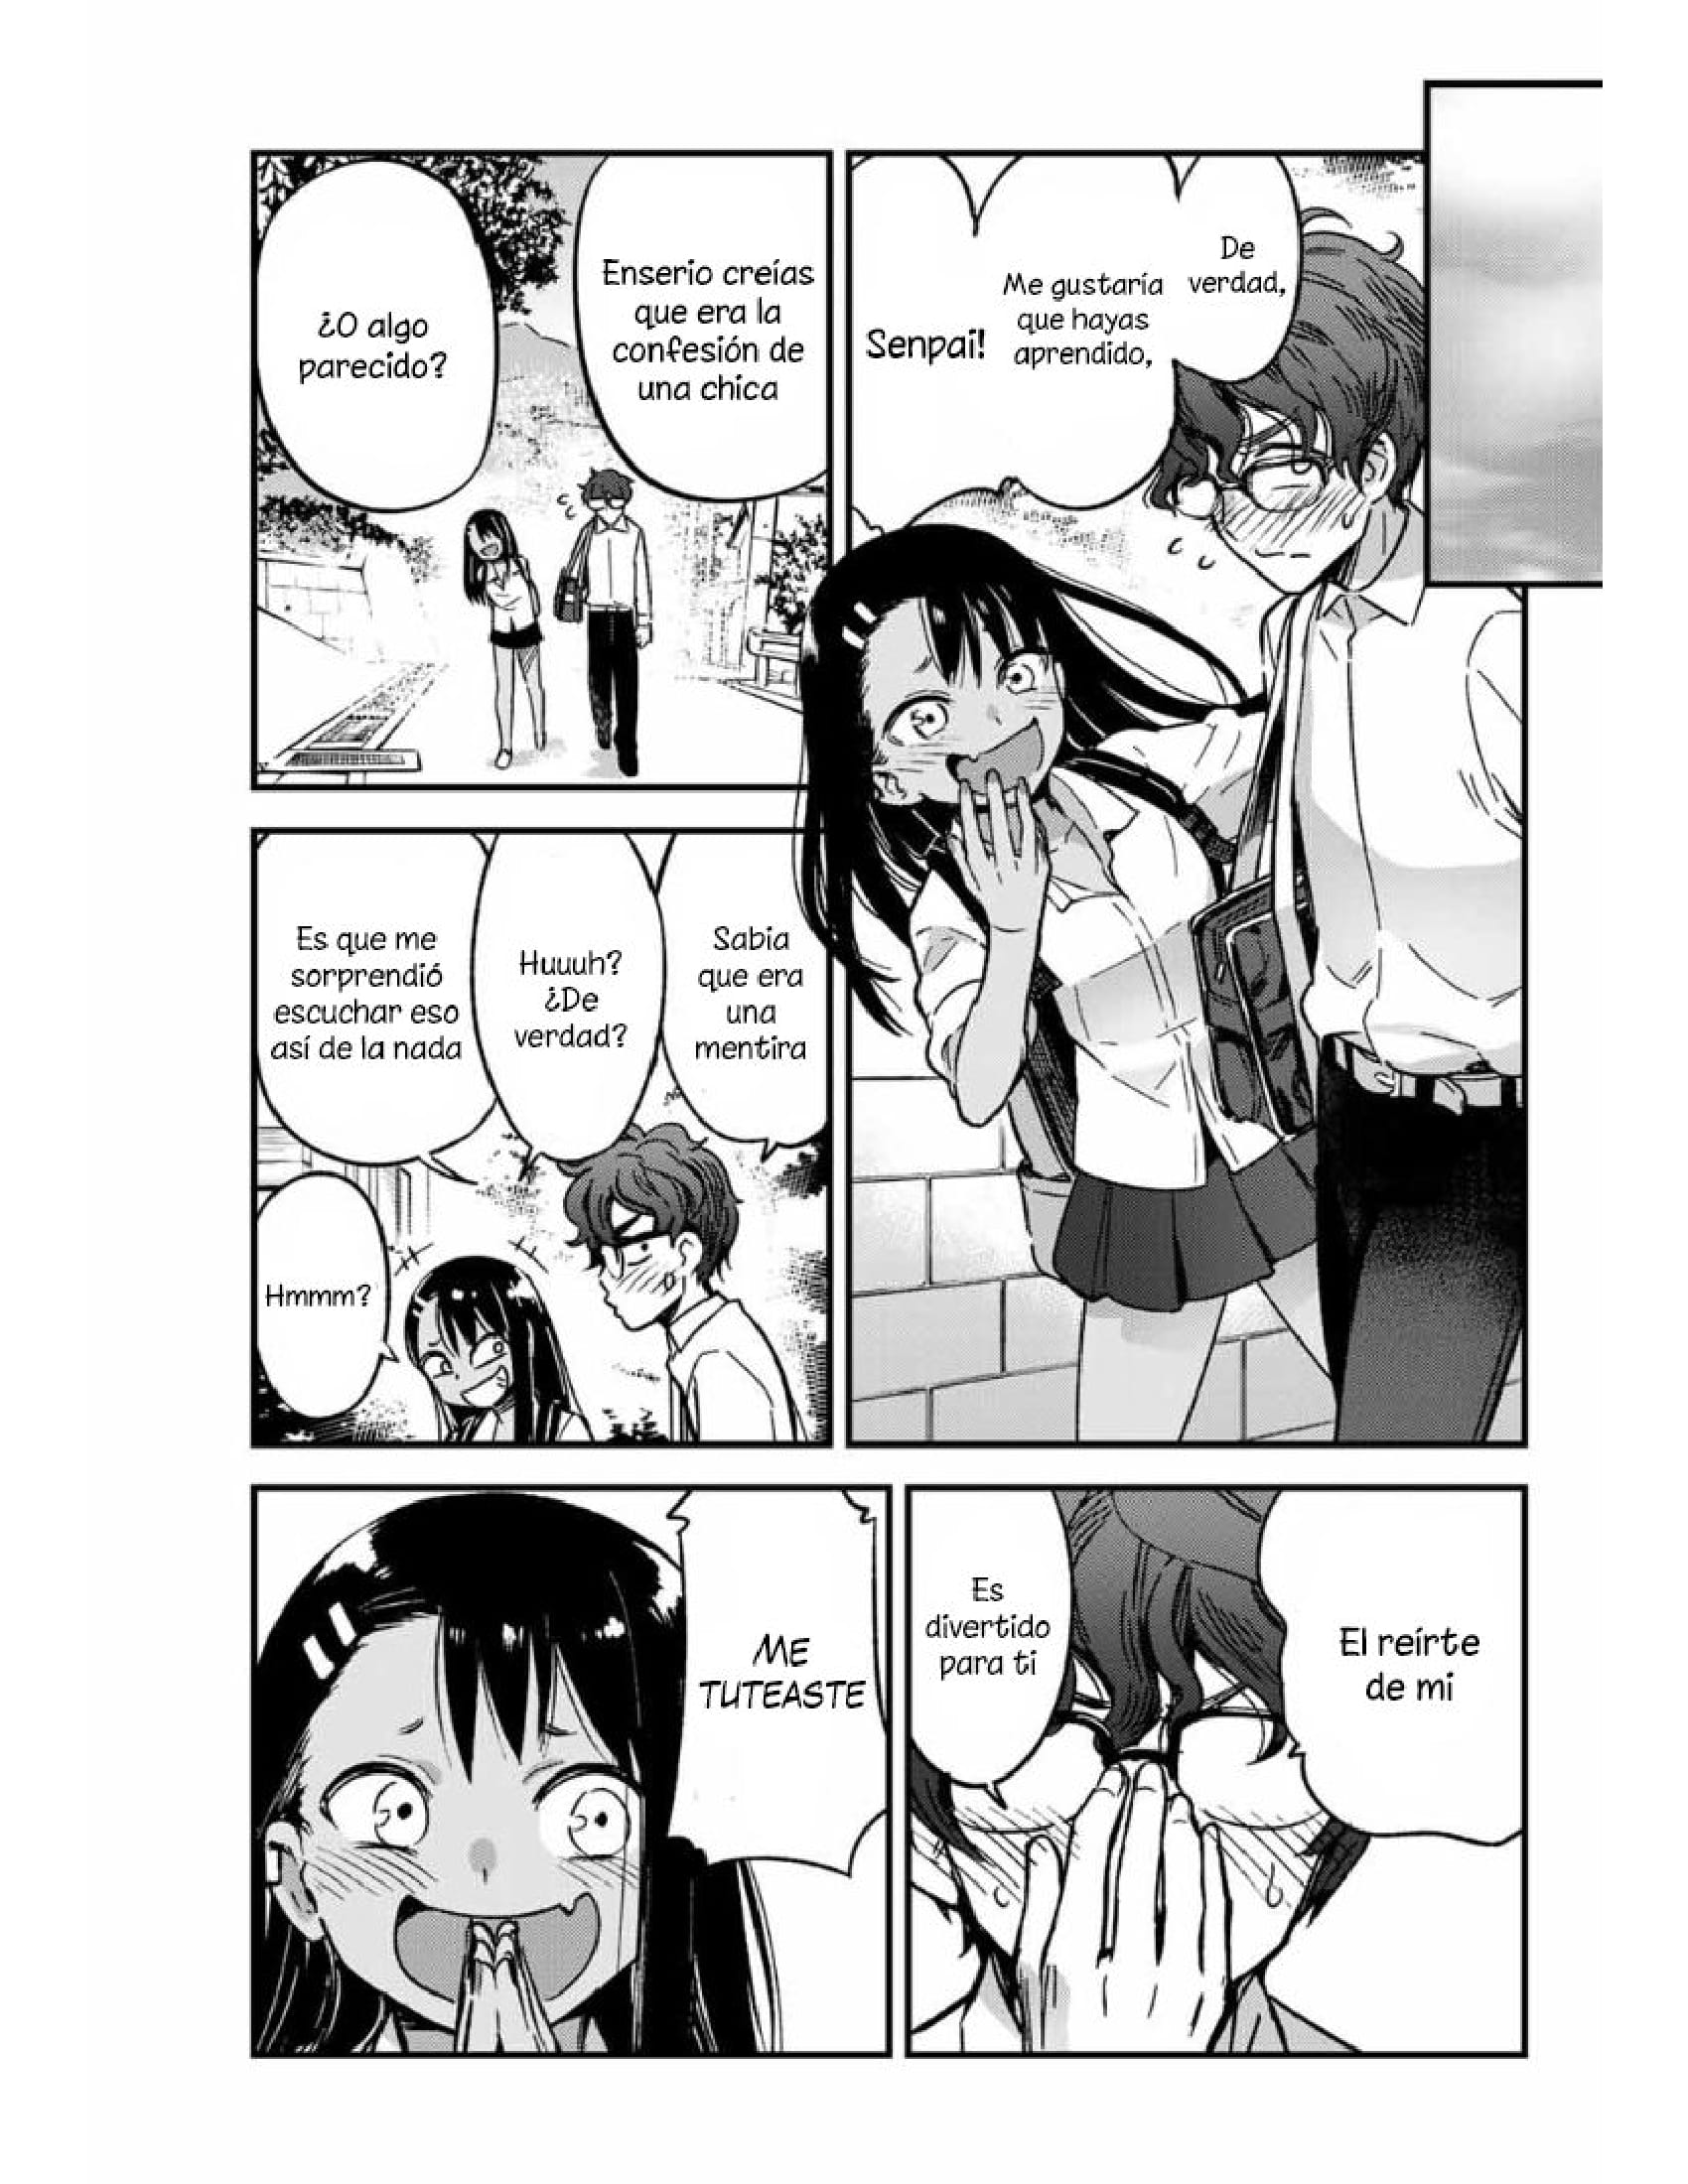 De
verdad,
Me gustaría
que hayas
aprendido,
Senpai!
Enserio creías
que era la
confesión de
una chica
¿O algo
parecido?
Sabia
que era
una
mentira
Huuuh?
¿De
verdad?
Es que me
sorprendió
escuchar eso
así de la nada
Hmmm?
El reírte
de mi
Es
divertido
para ti
ME
TUTEASTE